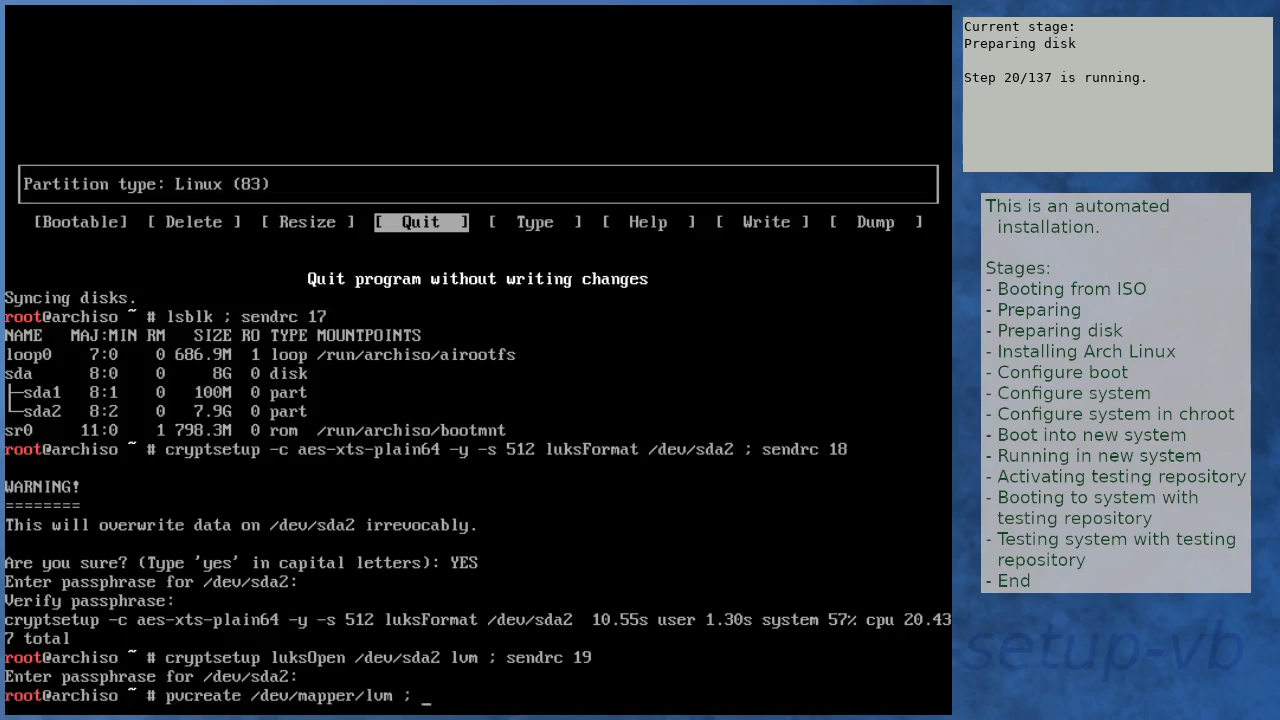 Partition type: Linux (83)
[Bootable] [ Delete ] [ Resize ] [ Quit ] [ Type ] [ Help ] [ Write ] [ Dump ]
Quit program without writing changes
Syncing disks.
root@archiso ~ # lsblk ; sendrc 17
NAME MAJ:MIN RM SIZE RO TYPE MOUNTPOINTS
loop0 7:0 0 686.9M 1 loop /run/archiso/airootfs
sda 8:0 0 8G 0 disk
├─sda1 8:1 0 100M 0 part
└─sda2 8:2 0 7.9G 0 part
sr0 11:0 1 798.3M 0 rom /run/archiso/bootmnt
root@archiso ~ # cryptsetup -c aes-xts-plain64 -y -s 512 luksFormat /dev/sda2 ; sendrc 18
WARNING!
========
This will overwrite data on /dev/sda2 irrevocably.
Are you sure? (Type 'yes' in capital letters): YES
Enter passphrase for /dev/sda2:
Verify passphrase:
cryptsetup -c aes-xts-plain64 -y -s 512 luksFormat /dev/sda2 10.55s user 1.30s system 57% cpu 20.43
7 total
root@archiso ~ # cryptsetup luksOpen /dev/sda2 lvm ; sendrc 19
Enter passphrase for /dev/sda2:
root@archiso ~ # pvcreate /dev/mapper/lvm ; _
Current stage:
Preparing disk
Step 20/137 is running.
This is an automated
installation.
Stages:
- Booting from ISO
- Preparing
- Preparing disk
- Installing Arch Linux
- Configure boot
- Configure system
- Configure system in chroot
- Boot into new system
- Running in new system
- Activating testing repository
- Booting to system with
testing repository
- Testing system with testing
repository
- End
setup-vb